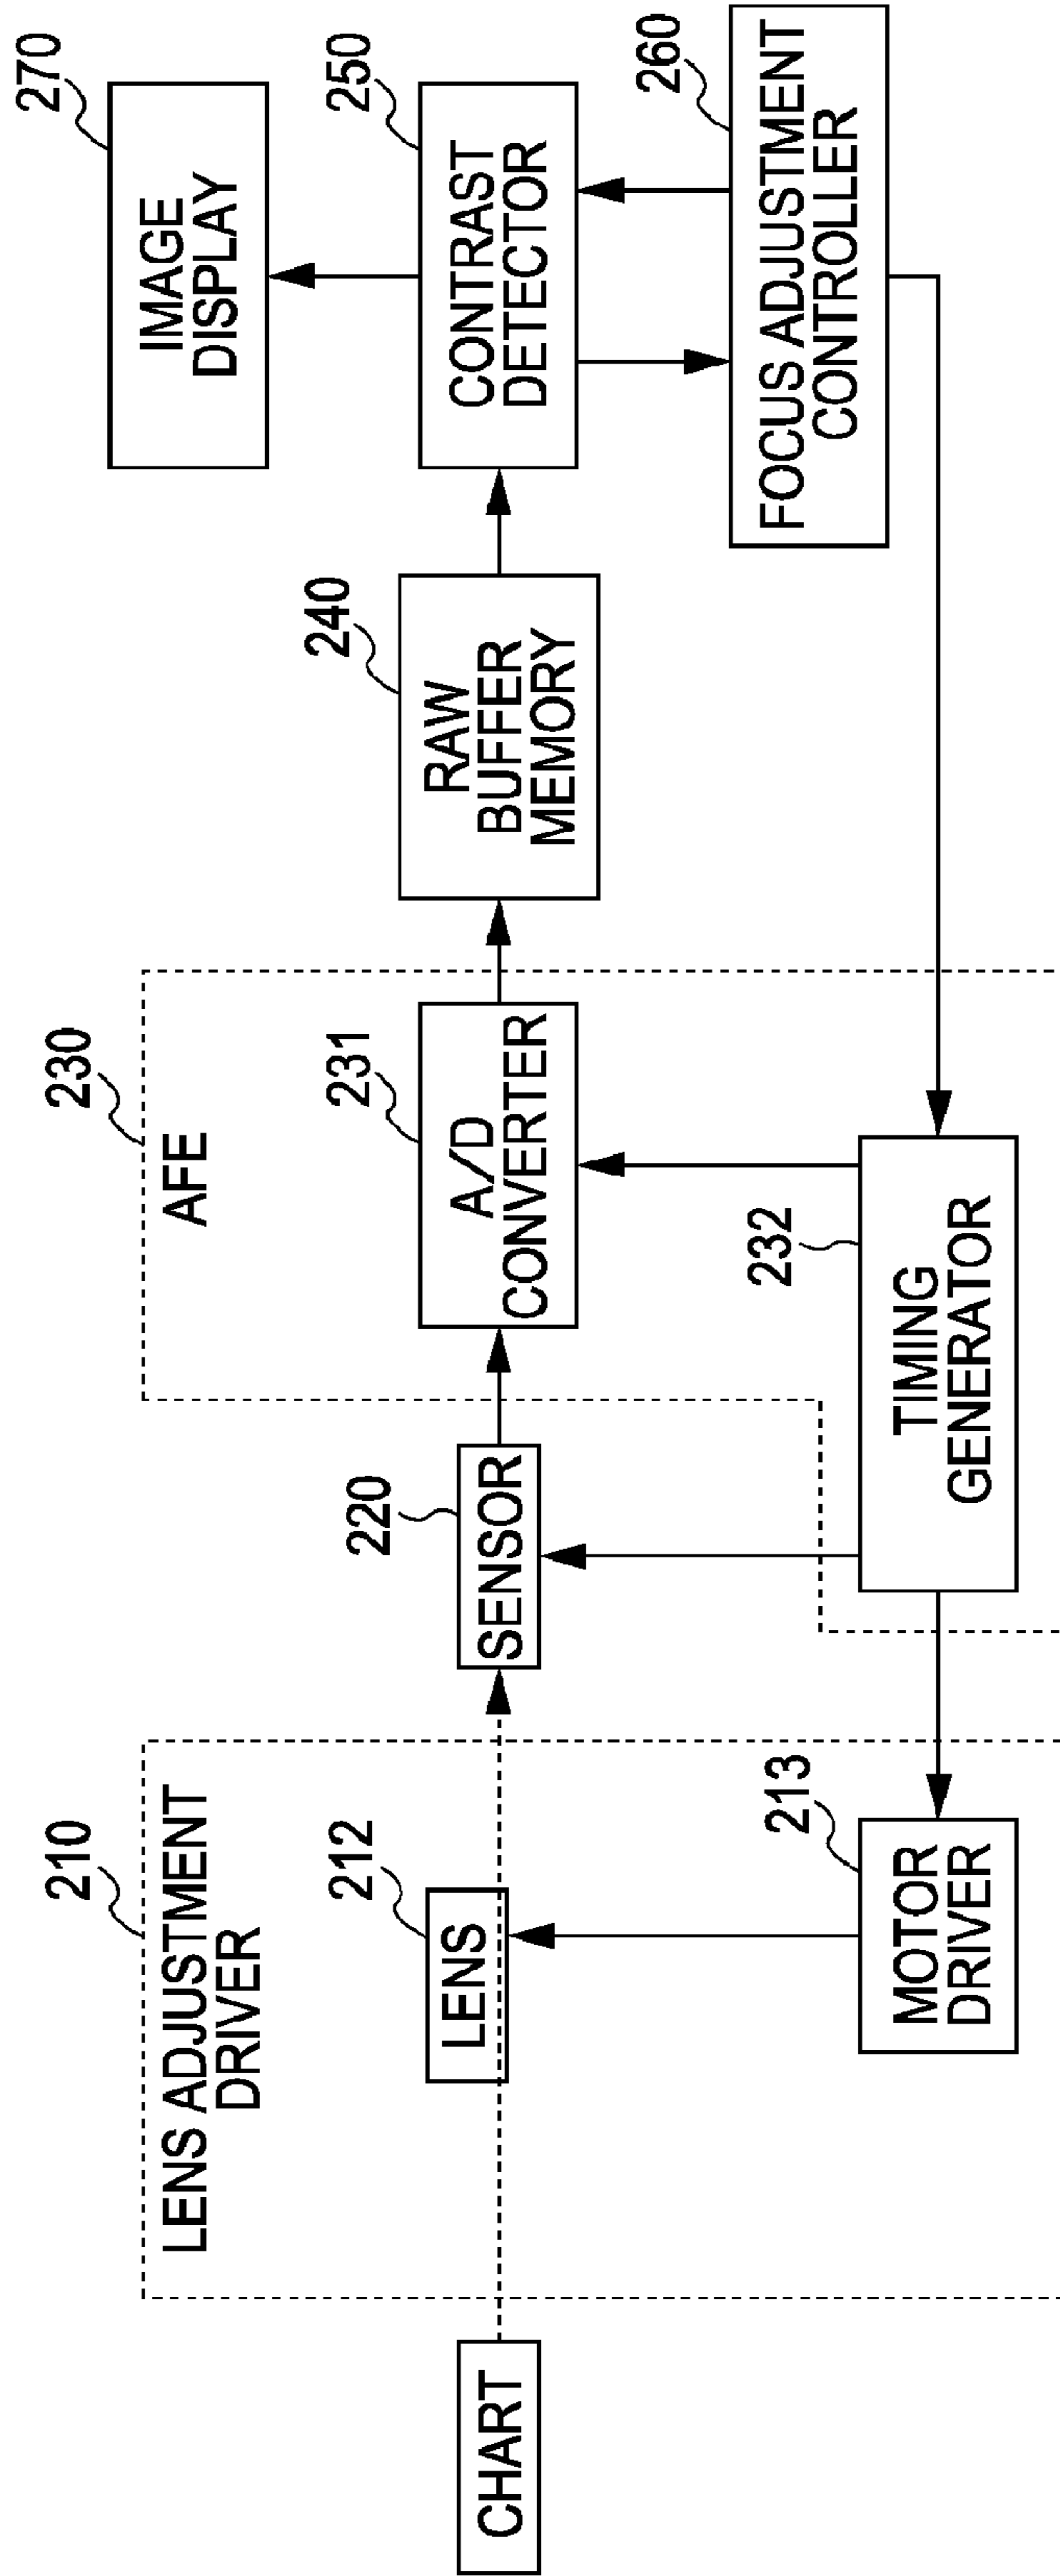 210
LENS ADJUSTMENT
DRIVER
230
AFE
270
IMAGE
DISPLAY
CHART
212
LENS
220
SENSOR
231
A/D
CONVERTER
240
RAW
BUFFER
MEMORY
250
CONTRAST
DETECTOR
213
MOTOR
DRIVER
232
TIMING
GENERATOR
260
FOCUS ADJUSTMENT
CONTROLLER